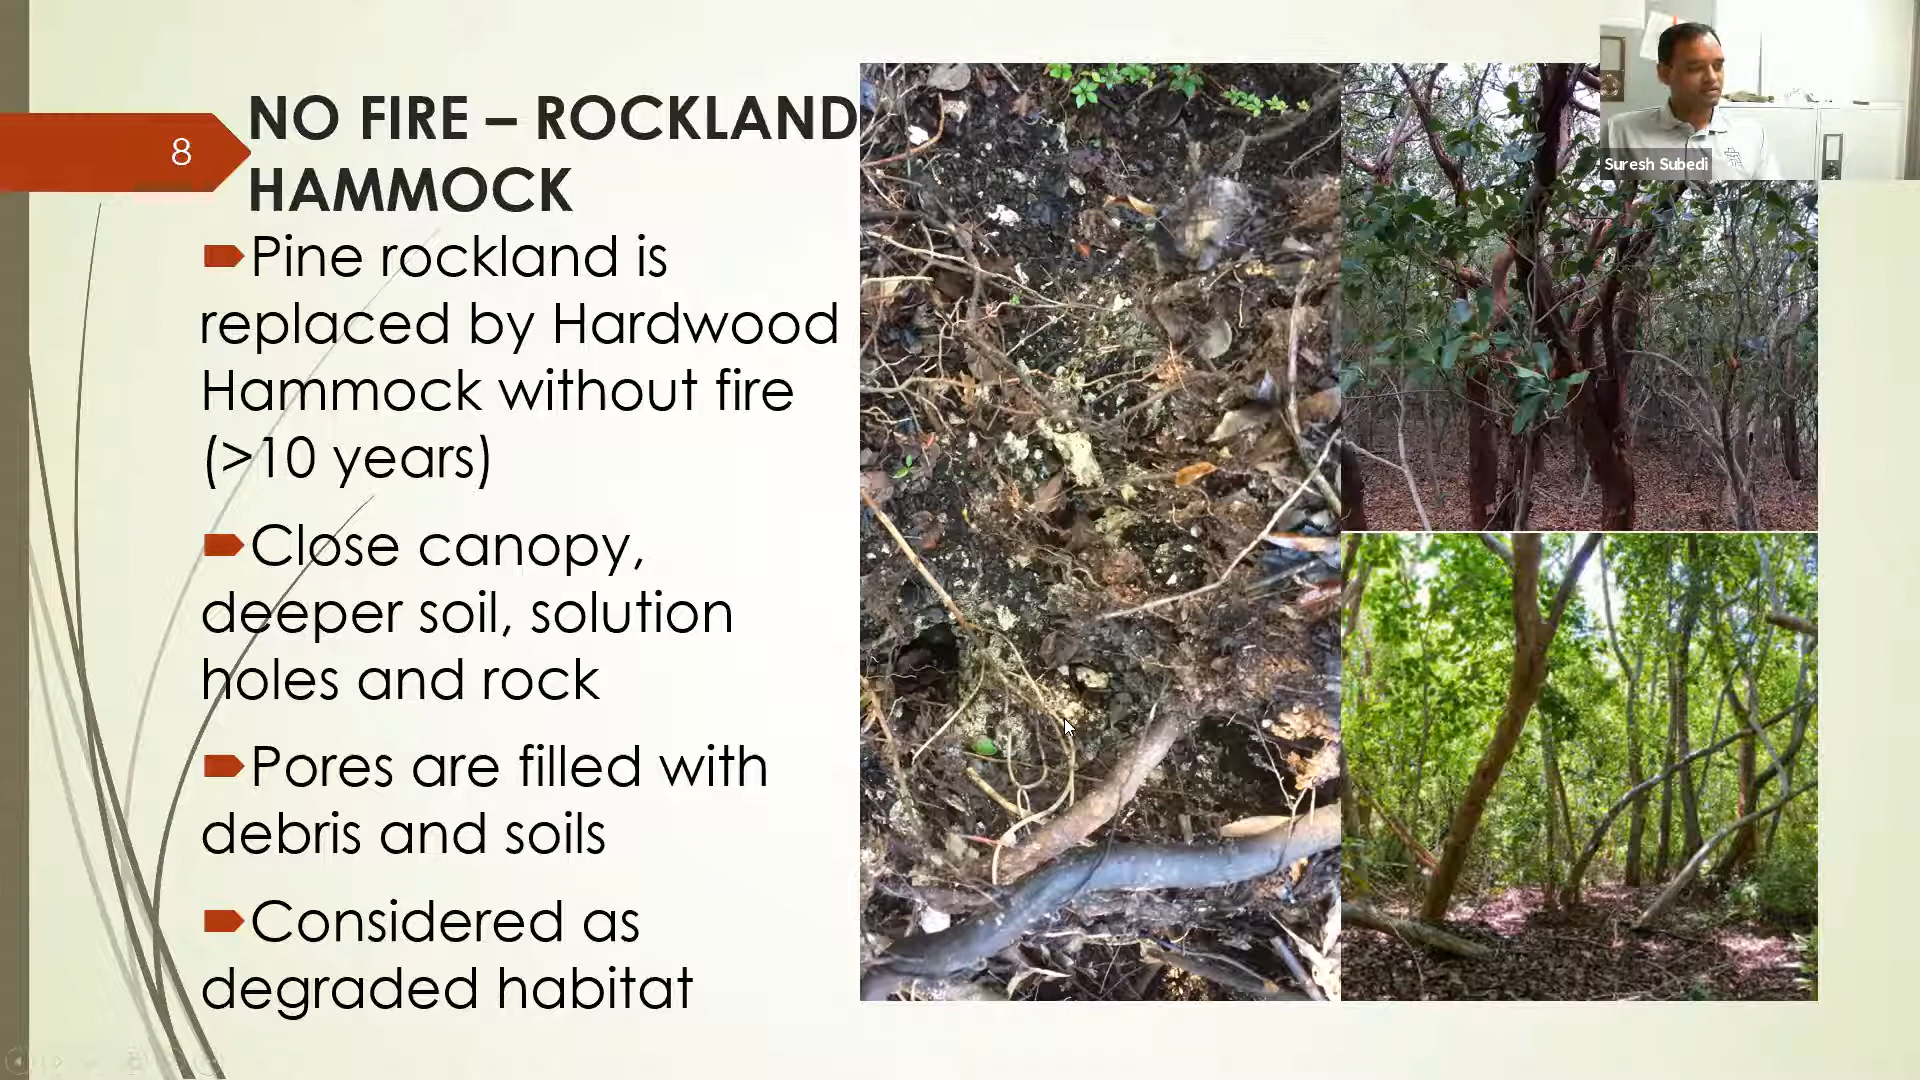 8
NO FIRE – ROCKLAND
HAMMOCK
Pine rockland is
replaced by Hardwood
Hammock without fire
(>10 years)
Close canopy,
deeper soil, solution
holes and rock
Pores are filled with
debris and soils
Considered as
degraded habitat
Suresh Subedi